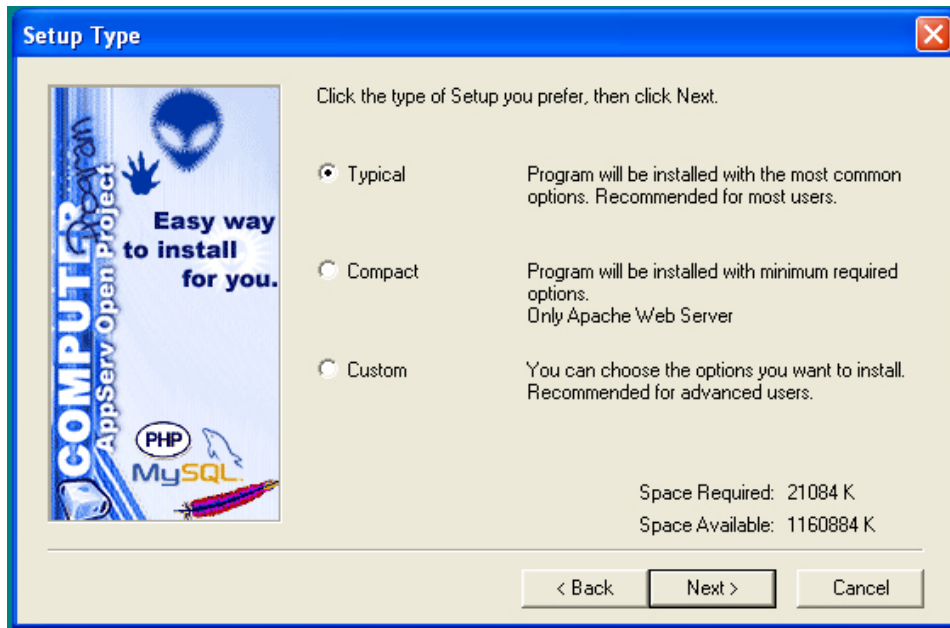 Setup Type
Click the type of Setup you prefer, then click Next.
COMPUTER
Program
AppServ Open Project
Easy way
to install
for you.
PHP
MySQL
Typical
Program will be installed with the most common
options. Recommended for most users.
Compact
Program will be installed with minimum required
options.
Only Apache Web Server
Custom
You can choose the options you want to install.
Recommended for advanced users.
Space Required: 21084 K
Space Available: 1160884 K
< Back
Next >
Cancel